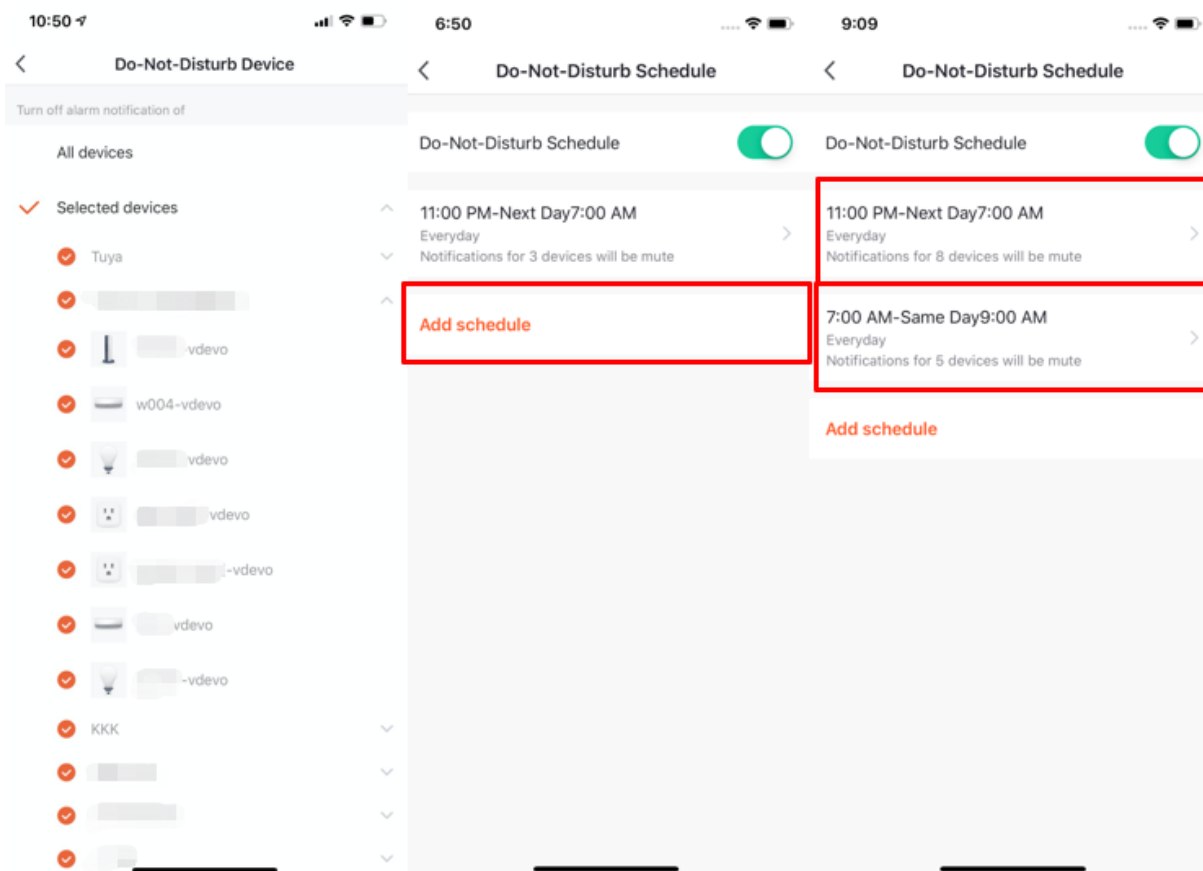 10:50
Do-Not-Disturb Device
Turn off alarm notification of
All devices
Selected devices
Tuya
-vdevo
w004-vdevo
vdevo
vdevo
-vdevo
vdevo
-vdevo
KKK
6:50
Do-Not-Disturb Schedule
Do-Not-Disturb Schedule
11:00 PM-Next Day7:00 AM
Everyday
Notifications for 3 devices will be mute
Add schedule
9:09
Do-Not-Disturb Schedule
Do-Not-Disturb Schedule
11:00 PM-Next Day7:00 AM
Everyday
Notifications for 8 devices will be mute
7:00 AM-Same Day9:00 AM
Everyday
Notifications for 5 devices will be mute
Add schedule